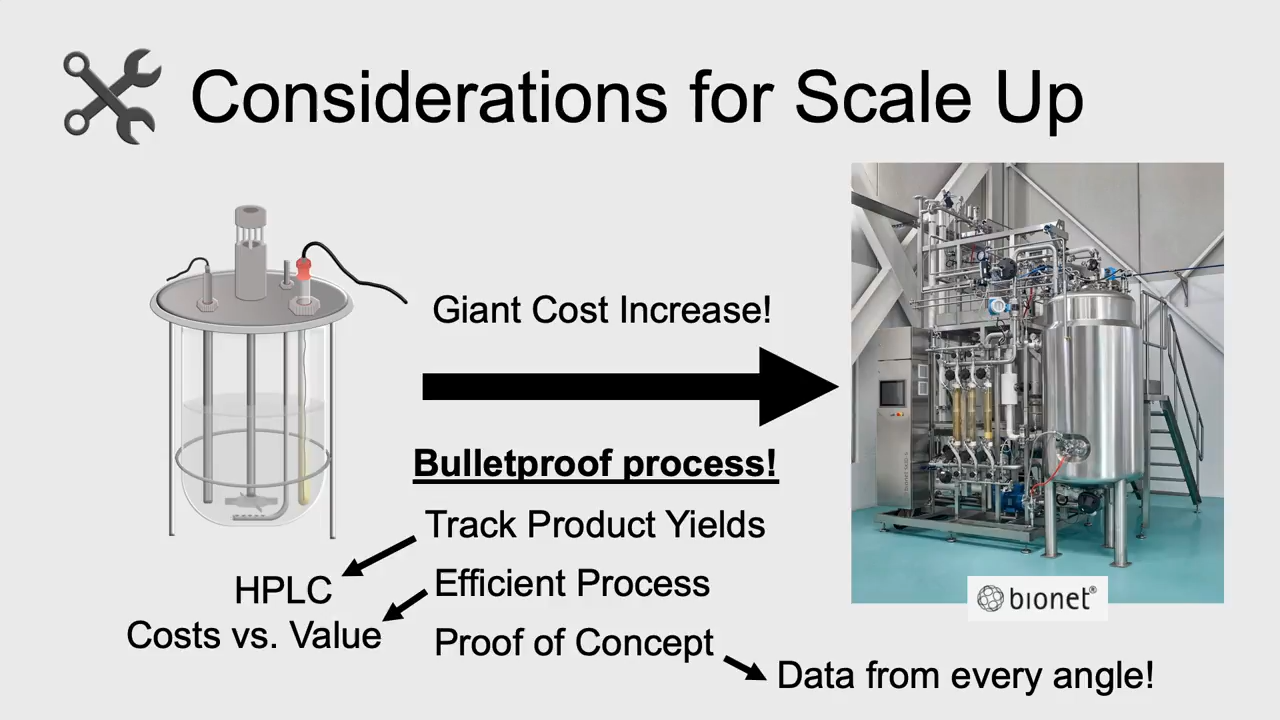 Considerations for Scale Up
Giant Cost Increase!
Bulletproof process!
Track Product Yields
HPLC
Efficient Process
Costs vs. Value
Proof of Concept
Data from every angle!
bionet®